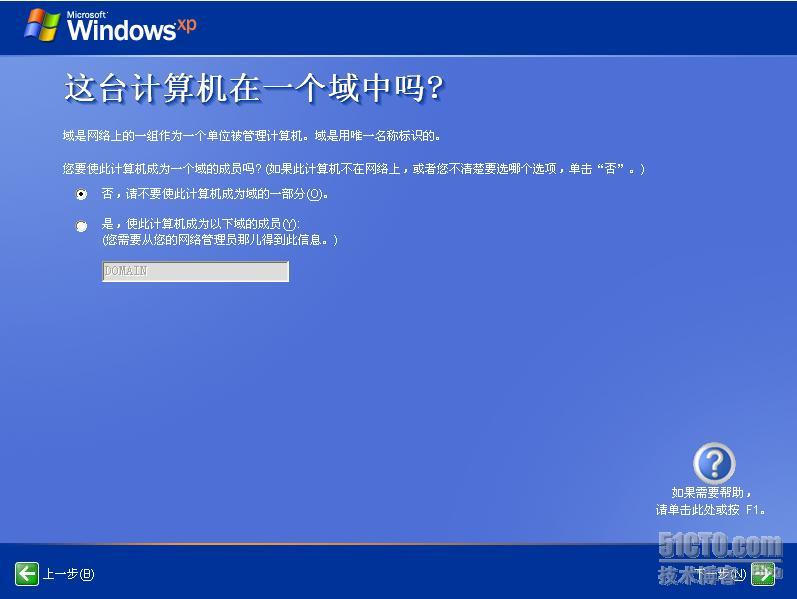 Microsoft
Windows xp
这台计算机在一个域中吗?
域是网络上的一组作为一个单位被管理计算机。域是用唯一名称标识的。
您要使此计算机成为一个域的成员吗? (如果此计算机不在网络上，或者您不清楚要选哪个选项，单击“否”。)
否，请不要使此计算机成为域的一部分(O)。
是，使此计算机成为以下域的成员(Y):
(您需要从您的网络管理员那儿得到此信息。)
DOMAIN
如果需要帮助，
请单击此处或按 F1。
51CTO.com
上一步(B)
下一步(N)
技术博客